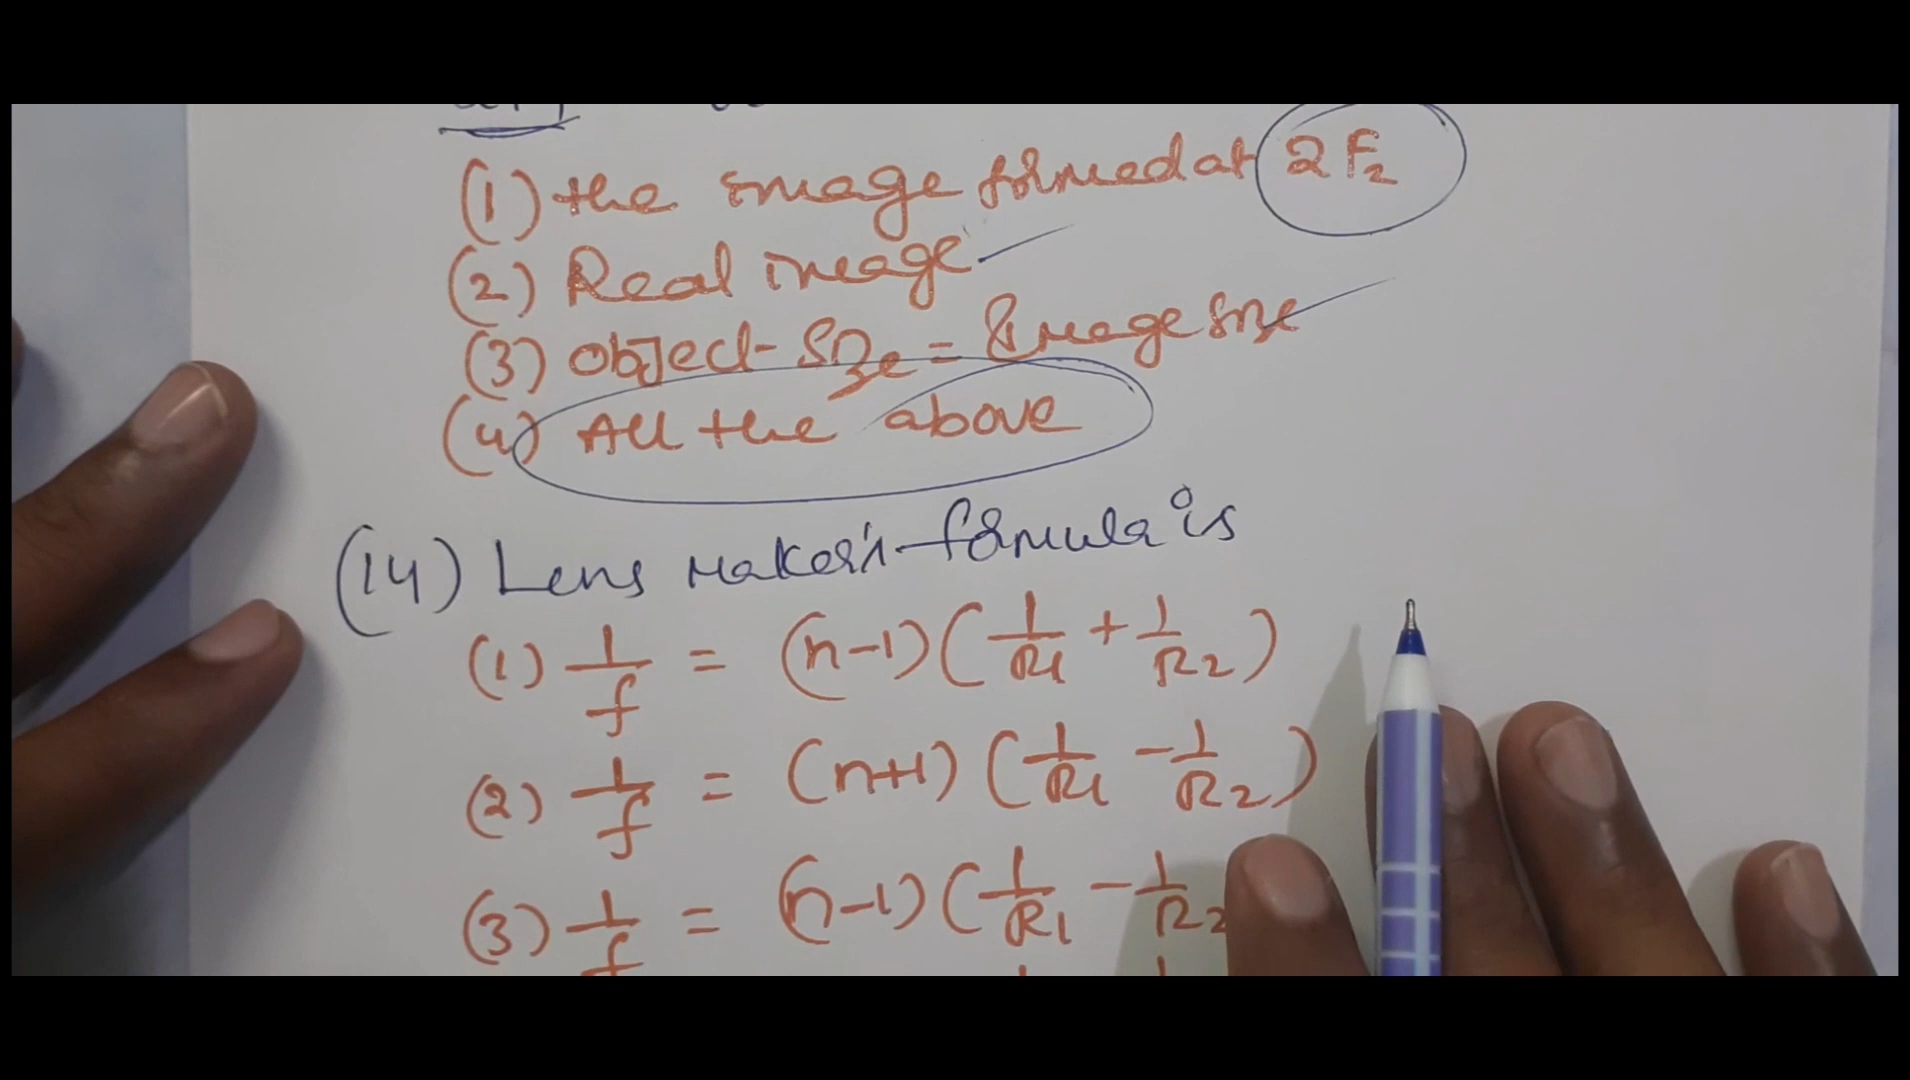 (1) the image formed at 2F₂
(2) Real image
(3) object size = Image size
(4) All the above
(14) Lens maker's formula is
(1) 1/f = (n-1)(1/R1 + 1/R2)
(2) 1/f = (n+1)(1/R1 - 1/R2)
(3) 1/f = (n-1)(1/R1 - 1/R2